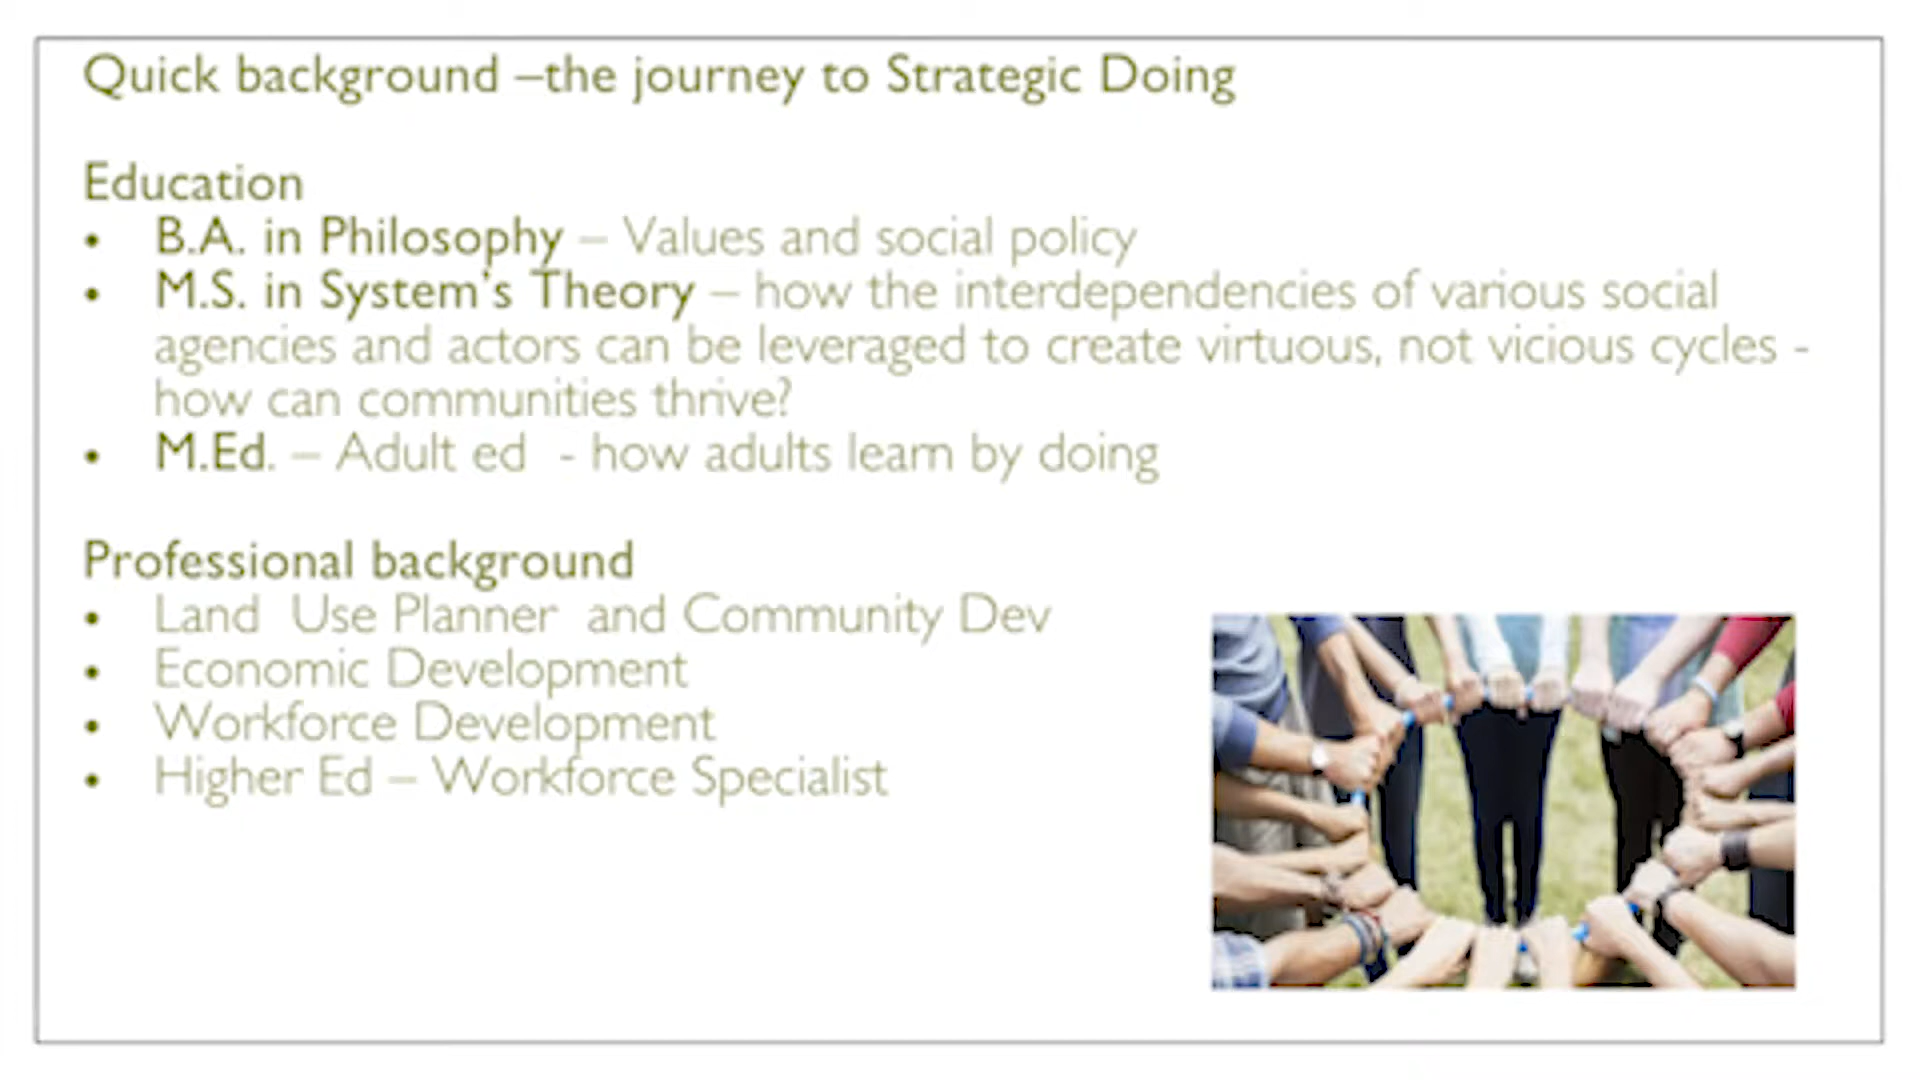 Quick background –the journey to Strategic Doing
Education
• B.A. in Philosophy – Values and social policy
• M.S. in System's Theory – how the interdependencies of various social
agencies and actors can be leveraged to create virtuous, not vicious cycles -
how can communities thrive?
• M.Ed. – Adult ed - how adults learn by doing
Professional background
• Land Use Planner and Community Dev
• Economic Development
• Workforce Development
• Higher Ed – Workforce Specialist